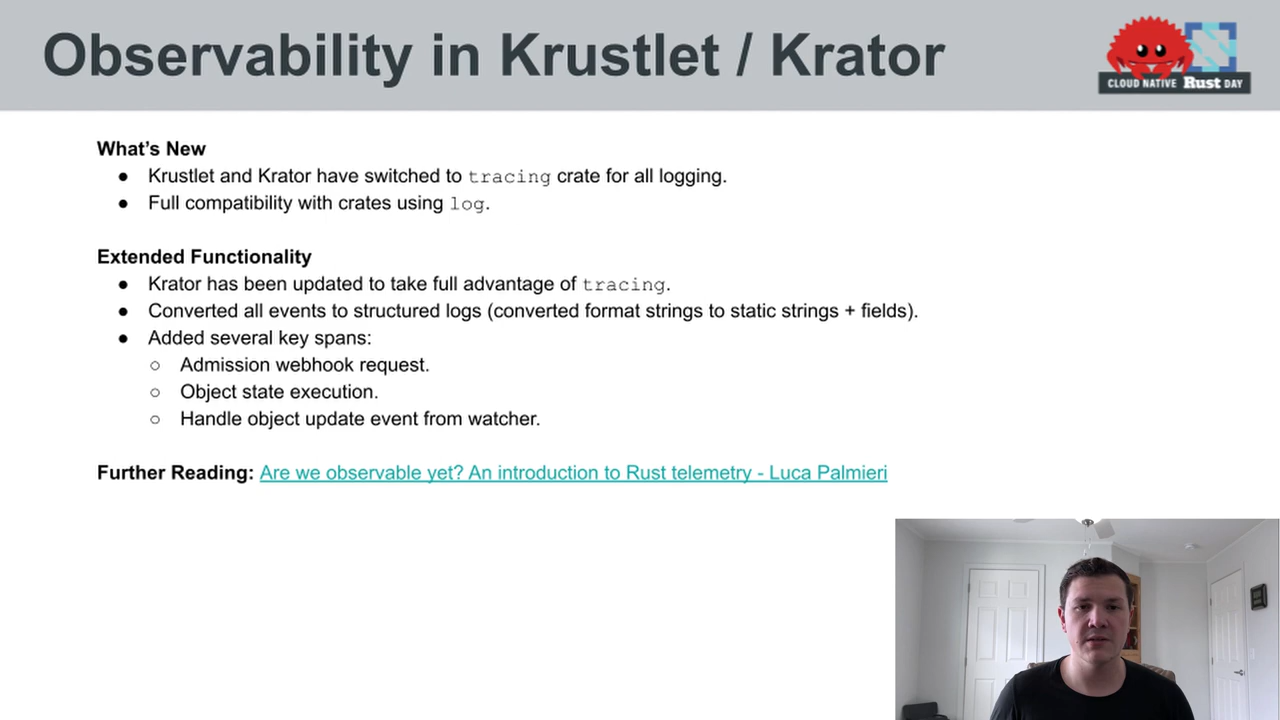 Observability in Krustlet / Krator
CLOUD NATIVE Rust DAY
What’s New
● Krustlet and Krator have switched to tracing crate for all logging.
● Full compatibility with crates using log.
Extended Functionality
● Krator has been updated to take full advantage of tracing.
● Converted all events to structured logs (converted format strings to static strings + fields).
● Added several key spans:
○ Admission webhook request.
○ Object state execution.
○ Handle object update event from watcher.
Further Reading: Are we observable yet? An introduction to Rust telemetry - Luca Palmieri